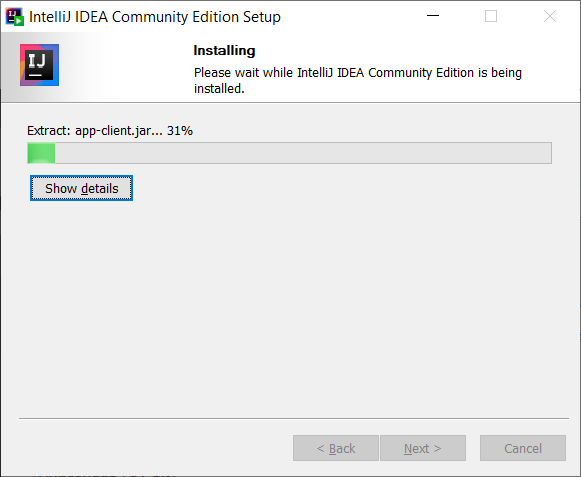 IntelliJ IDEA Community Edition Setup
IJ
Installing
Please wait while IntelliJ IDEA Community Edition is being
installed.
Extract: app-client.jar... 31%
Show details
< Back
Next >
Cancel